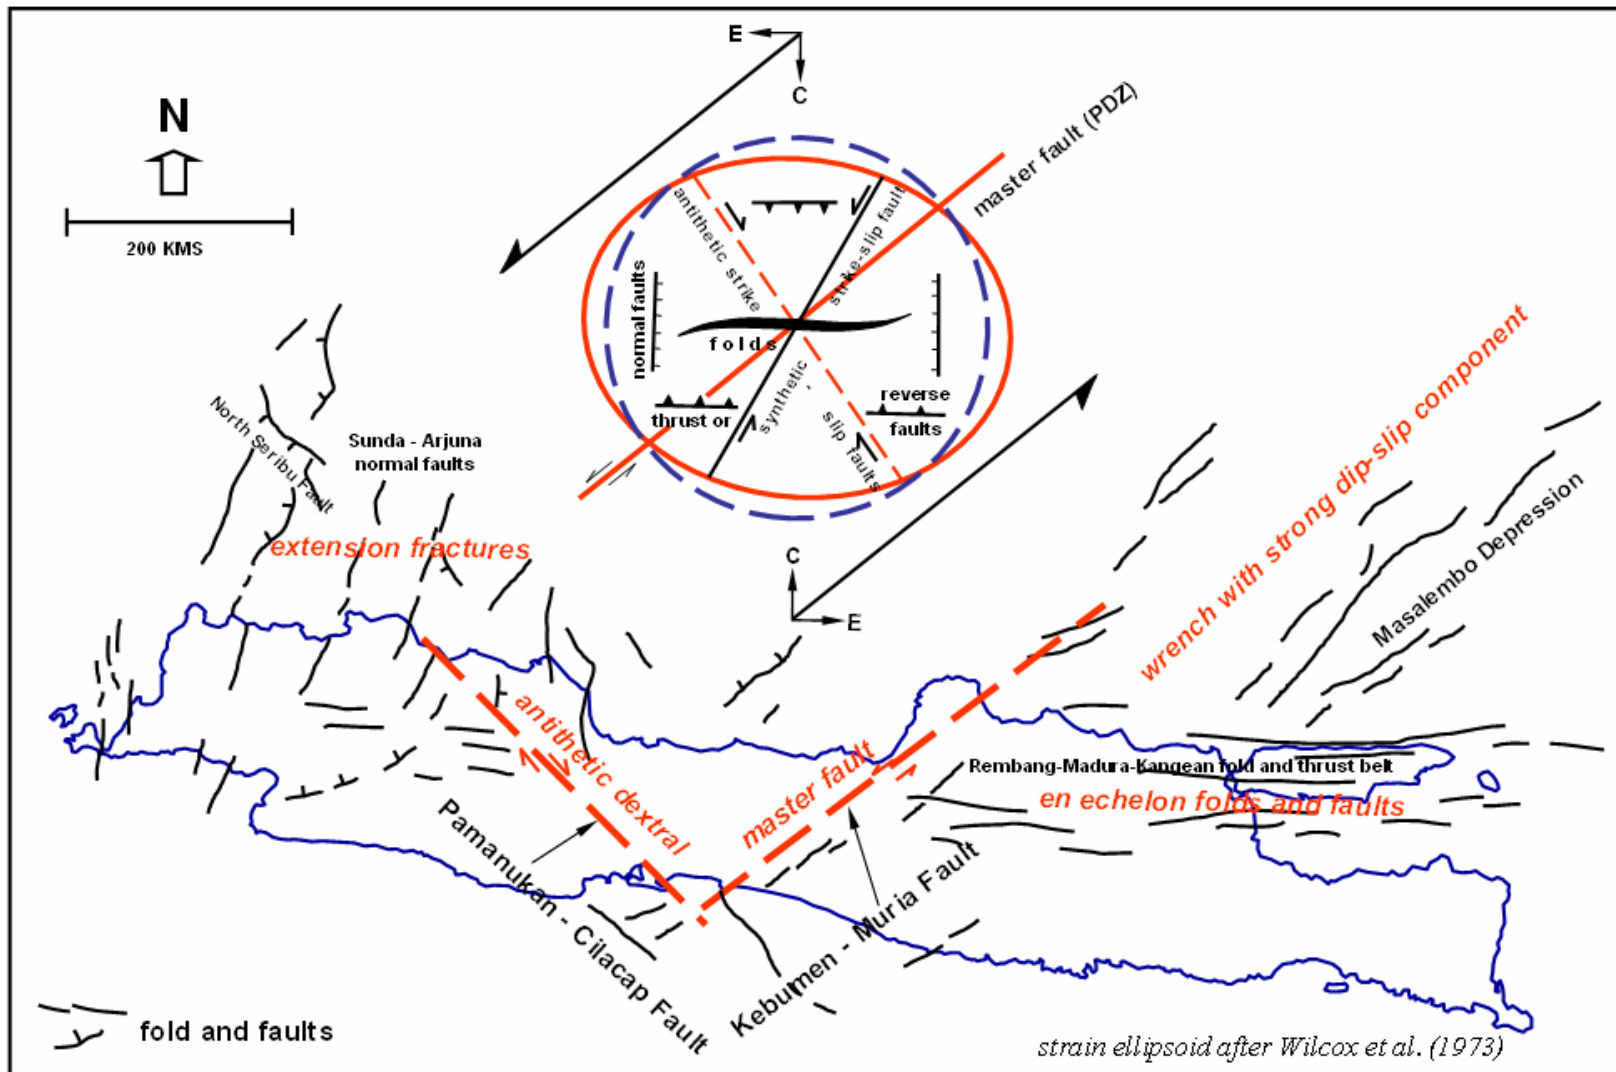 E
C
N
200 KMS
master fault (PDZ)
antithetic strike
strike-slip fault
normal faults
folds
synthetic
slip faults
thrust or
reverse
faults
C
E
North Seribu Fault
Sunda - Arjuna
normal faults
extension fractures
wrench with strong dip-slip component
Masalembo Depression
antithetic dextral
master fault
Rembang-Madura-Kangean fold and thrust belt
en echelon folds and faults
Pamanukan - Cilacap Fault
Kebumen - Muria Fault
fold and faults
strain ellipsoid after Wilcox et al. (1973)